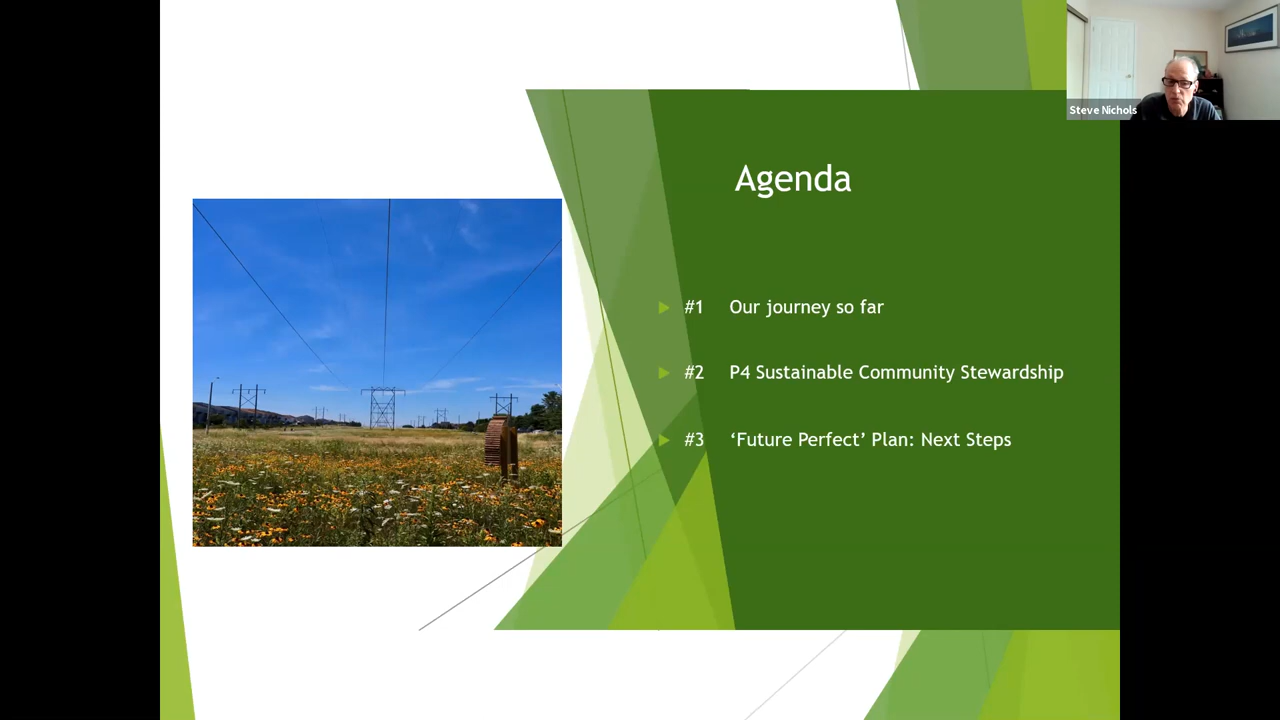 Steve Nichols
Agenda
#1 Our journey so far
#2 P4 Sustainable Community Stewardship
#3 ‘Future Perfect’ Plan: Next Steps